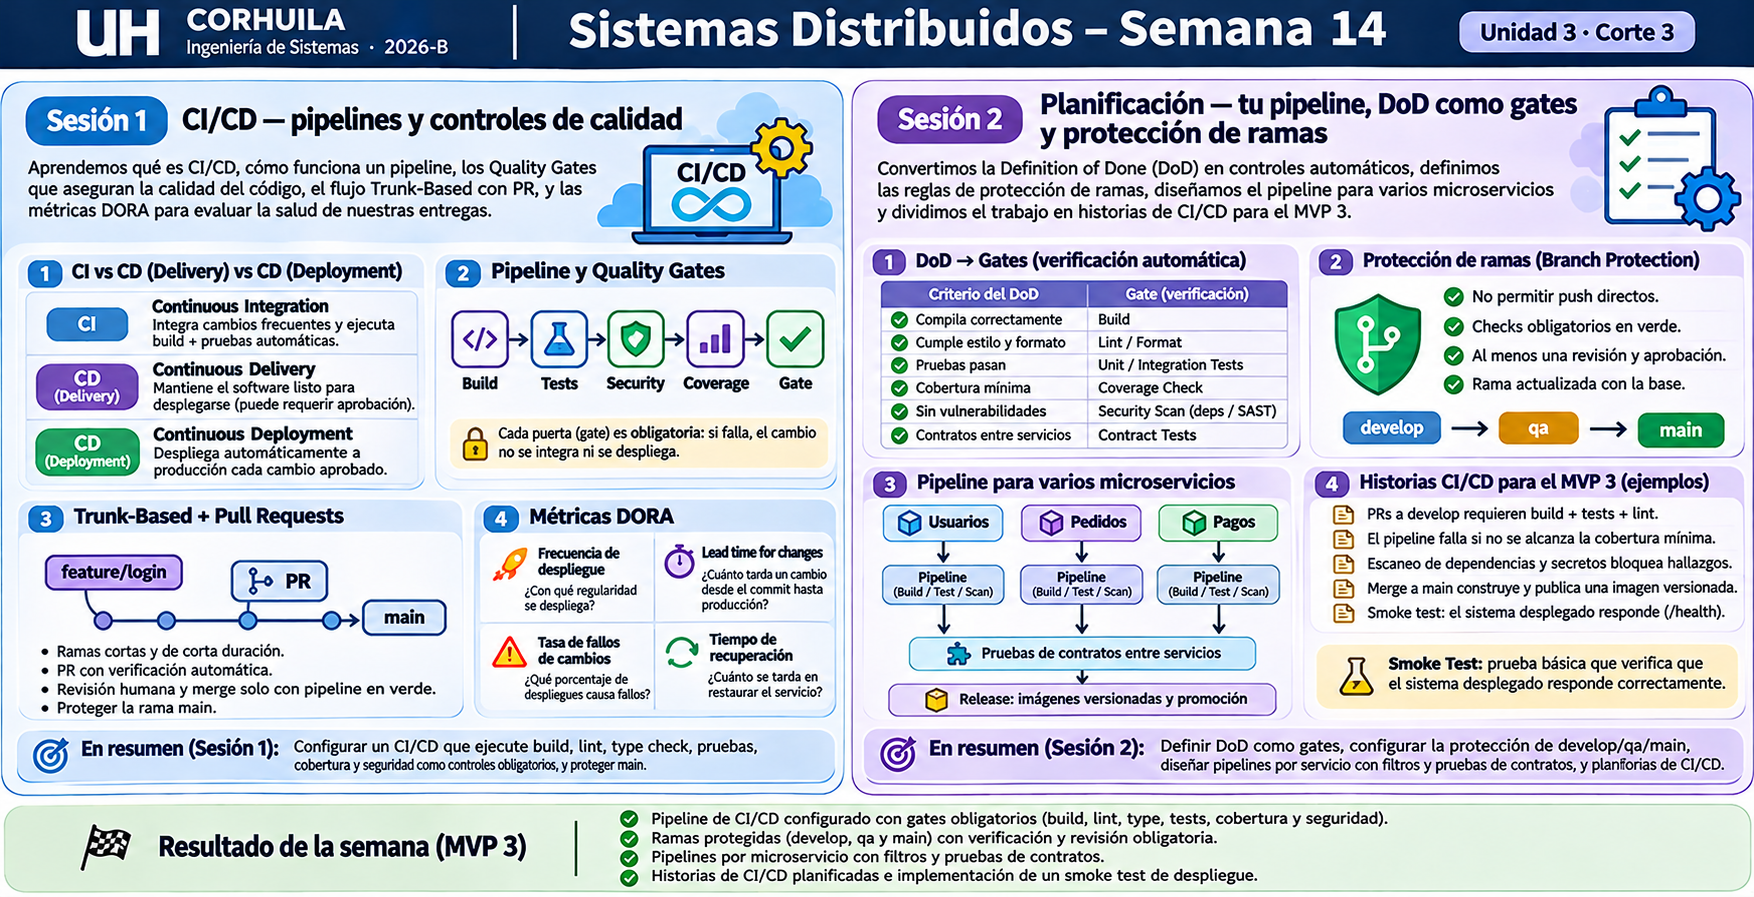 UH CORHUILA
Ingeniería de Sistemas · 2026-B
Sistemas Distribuidos – Semana 14
Unidad 3 · Corte 3
Sesión 1
CI/CD — pipelines y controles de calidad
Aprendemos qué es CI/CD, cómo funciona un pipeline, los Quality Gates
que aseguran la calidad del código, el flujo Trunk-Based con PR, y las
métricas DORA para evaluar la salud de nuestras entregas.
CI/CD
1 CI vs CD (Delivery) vs CD (Deployment)
CI
Continuous Integration
Integra cambios frecuentes y ejecuta
build + pruebas automáticas.
CD
(Delivery)
Continuous Delivery
Mantiene el software listo para
desplegarse (puede requerir aprobación).
CD
(Deployment)
Continuous Deployment
Despliega automáticamente a
producción cada cambio aprobado.
2 Pipeline y Quality Gates
</>
Build Tests Security Coverage Gate
Cada puerta (gate) es obligatoria: si falla, el cambio
no se integra ni se despliega.
3 Trunk-Based + Pull Requests
feature/login
PR
main
• Ramas cortas y de corta duración.
• PR con verificación automática.
• Revisión humana y merge solo con pipeline en verde.
• Proteger la rama main.
4 Métricas DORA
Frecuencia de
despliegue
¿Con qué regularidad
se despliega?
Lead time for changes
¿Cuánto tarda un cambio
desde el commit hasta
producción?
Tasa de fallos
de cambios
¿Qué porcentaje de
despliegues causa fallos?
Tiempo de
recuperación
¿Cuánto se tarda en
restaurar el servicio?
En resumen (Sesión 1):
Configurar un CI/CD que ejecute build, lint, type check, pruebas,
cobertura y seguridad como controles obligatorios, y proteger main.
Sesión 2
Planificación — tu pipeline, DoD como gates
y protección de ramas
Convertimos la Definition of Done (DoD) en controles automáticos, definimos
las reglas de protección de ramas, diseñamos el pipeline para varios microservicios
y dividimos el trabajo en historias de CI/CD para el MVP 3.
1 DoD → Gates (verificación automática)
Criterio del DoD Gate (verificación)
Compila correctamente Build
Cumple estilo y formato Lint / Format
Pruebas pasan Unit / Integration Tests
Cobertura mínima Coverage Check
Sin vulnerabilidades Security Scan (deps / SAST)
Contratos entre servicios Contract Tests
2 Protección de ramas (Branch Protection)
No permitir push directos.
Checks obligatorios en verde.
Al menos una revisión y aprobación.
Rama actualizada con la base.
develop → qa → main
3 Pipeline para varios microservicios
Usuarios Pedidos Pagos
Pipeline Pipeline Pipeline
(Build / Test / Scan) (Build / Test / Scan) (Build / Test / Scan)
Pruebas de contratos entre servicios
Release: imágenes versionadas y promoción
4 Historias CI/CD para el MVP 3 (ejemplos)
PRs a develop requieren build + tests + lint.
El pipeline falla si no se alcanza la cobertura mínima.
Escaneo de dependencias y secretos bloquea hallazgos.
Merge a main construye y publica una imagen versionada.
Smoke test: el sistema desplegado responde (/health).
Smoke Test: prueba básica que verifica que
el sistema desplegado responde correctamente.
En resumen (Sesión 2):
Definir DoD como gates, configurar la protección de develop/qa/main,
diseñar pipelines por servicio con filtros y pruebas de contratos, y de CI/CD.
Resultado de la semana (MVP 3)
Pipeline de CI/CD configurado con gates obligatorios (build, lint, type, tests, cobertura y seguridad).
Ramas protegidas (develop, qa y main) con verificación y revisión obligatoria.
Pipelines por microservicio con filtros y pruebas de contratos.
Historias de CI/CD planificadas e implementación de un smoke test de despliegue.